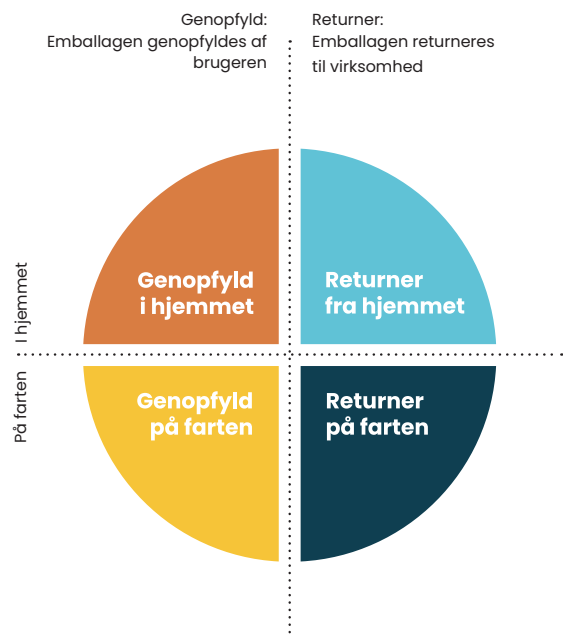 Genopfyld:
Emballagen genopfyldes af
brugeren
Returner:
Emballagen returneres
til virksomhed
I hjemmet
Genopfyld
i hjemmet
Returner
fra hjemmet
På farten
Genopfyld
på farten
Returner
på farten